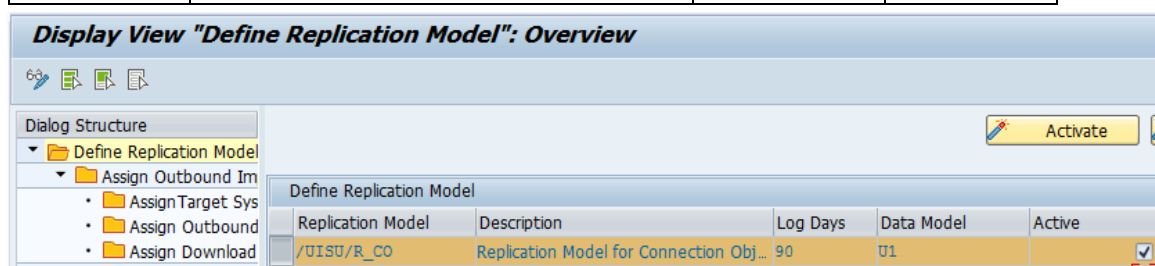 Display View "Define Replication Model": Overview
Dialog Structure
Activate
Define Replication Model
Assign Outbound Im
Define Replication Model
AssignTarget Sys
Replication Model Description Log Days Data Model Active
Assign Outbound
/UISU/R_CO Replication Model for Connection Obj... 90 U1
Assign Download